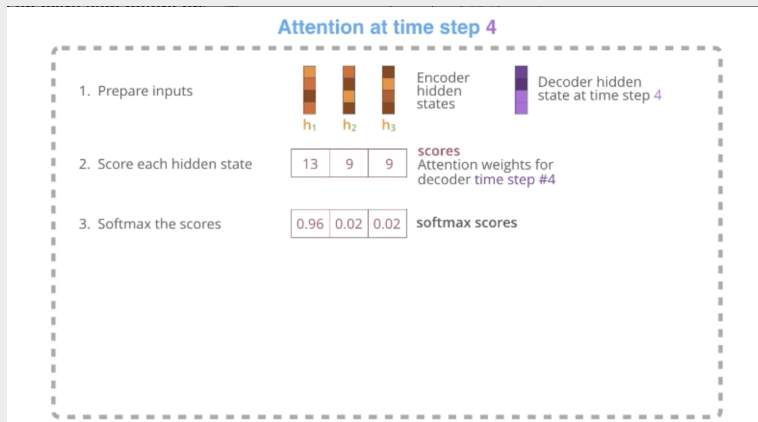 Attention at time step 4
1. Prepare inputs
h₁ h₂ h₃
Encoder
hidden
states
Decoder hidden
state at time step 4
2. Score each hidden state
13 9 9
scores
Attention weights for
decoder time step #4
3. Softmax the scores
0.96 0.02 0.02
softmax scores